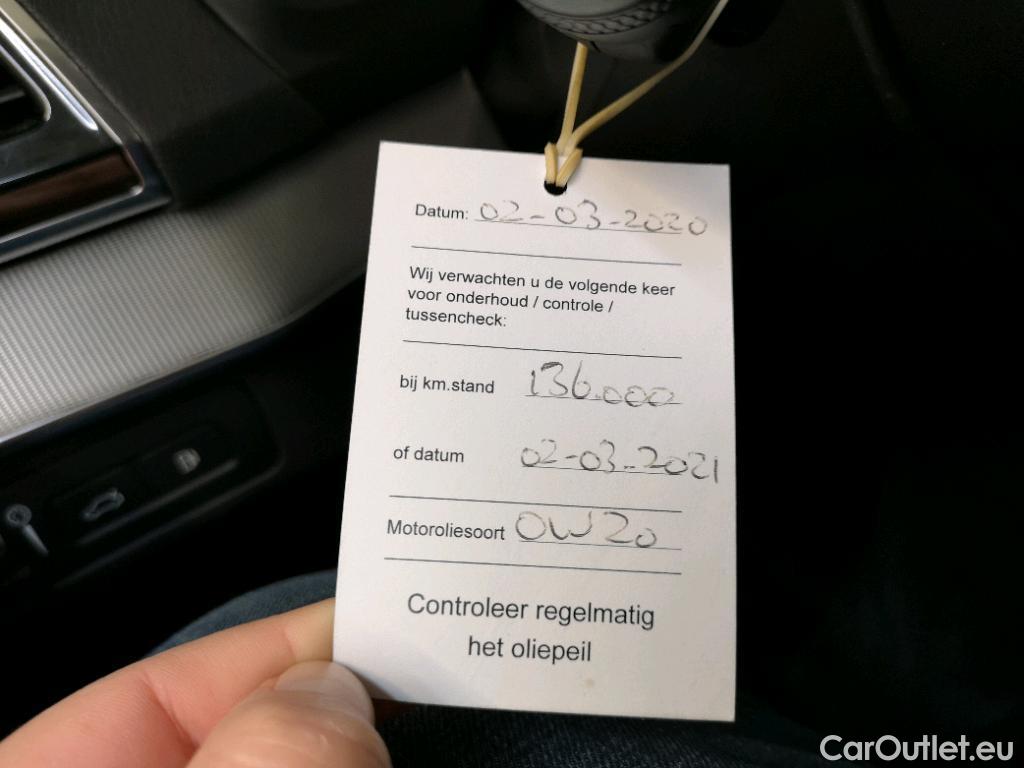 Datum: 02-03-2020
Wij verwachten u de volgende keer
voor onderhoud / controle /
tussencheck:
bij km.stand 136.000
of datum 02-03-2021
Motoroliesoort 0W20
Controleer regelmatig
het oliepeil
CarOutlet.eu